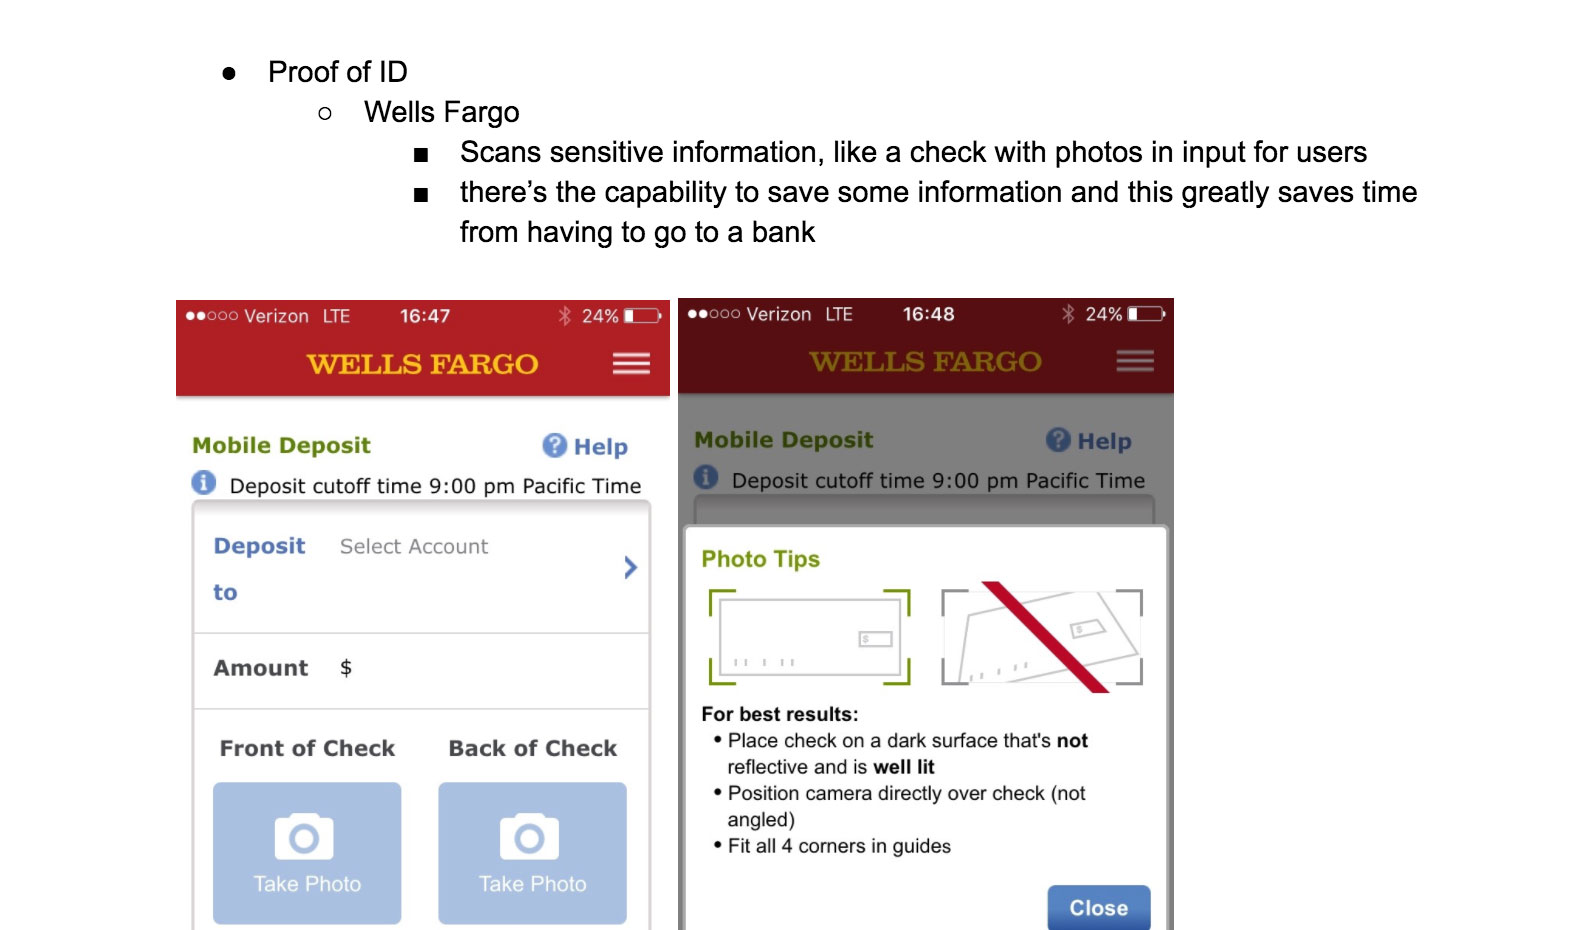 ● Proof of ID
○ Wells Fargo
■ Scans sensitive information, like a check with photos in input for users
■ there’s the capability to save some information and this greatly saves time
from having to go to a bank
Verizon LTE 16:47 24%
WELLS FARGO
Mobile Deposit ? Help
i Deposit cutoff time 9:00 pm Pacific Time
Deposit to Select Account
Amount $
Front of Check Back of Check
Take Photo Take Photo
Verizon LTE 16:48 24%
WELLS FARGO
Mobile Deposit ? Help
i Deposit cutoff time 9:00 pm Pacific Time
Photo Tips
$ $
For best results:
• Place check on a dark surface that's not
reflective and is well lit
• Position camera directly over check (not
angled)
• Fit all 4 corners in guides
Close